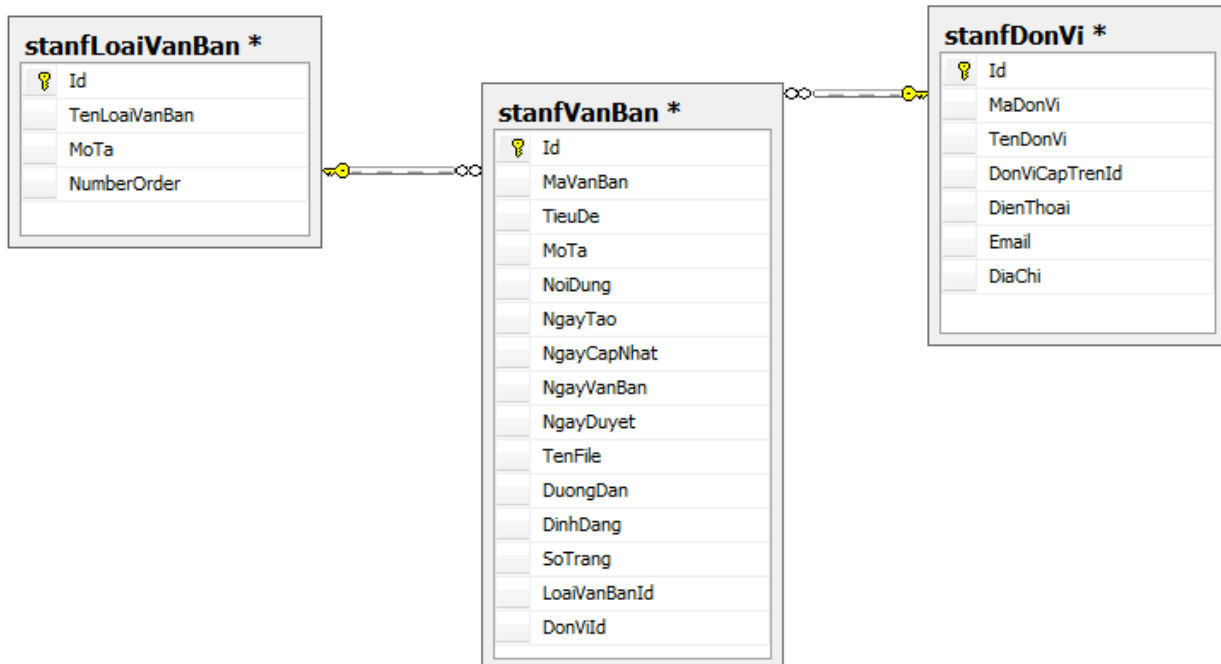 stanfLoaiVanBan *
Id
TenLoaiVanBan
MoTa
NumberOrder
stanfVanBan *
Id
MaVanBan
TieuDe
MoTa
NoiDung
NgayTao
NgayCapNhat
NgayVanBan
NgayDuyet
TenFile
DuongDan
DinhDang
SoTrang
LoaiVanBanId
DonViId
stanfDonVi *
Id
MaDonVi
TenDonVi
DonViCapTrenId
DienThoai
Email
DiaChi